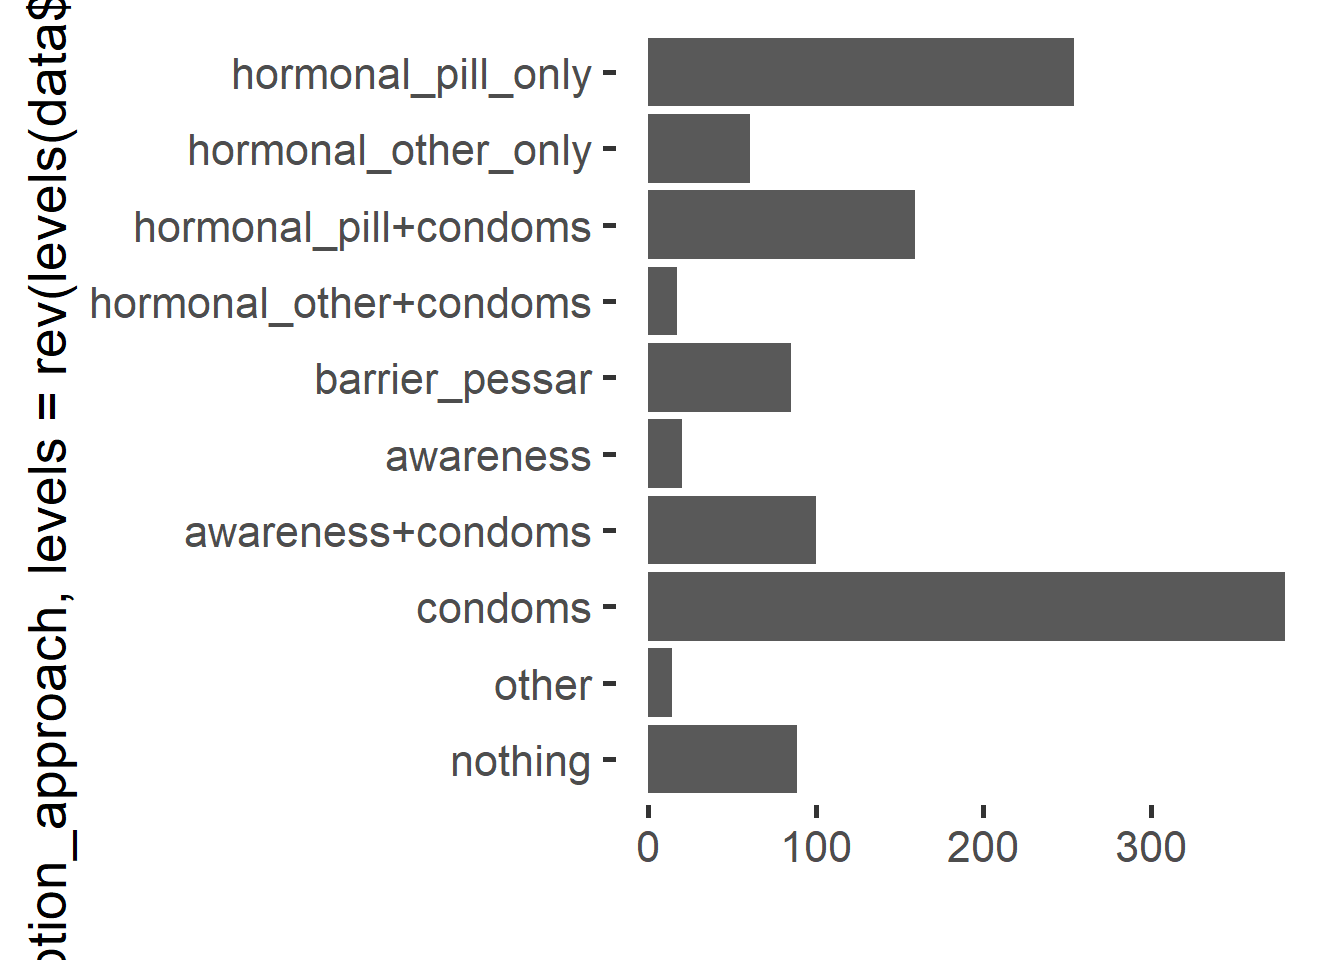 ption_approach, levels = rev(levels(data$
hormonal_pill_only
hormonal_other_only
hormonal_pill+condoms
hormonal_other+condoms
barrier_pessar
awareness
awareness+condoms
condoms
other
nothing
0 100 200 300